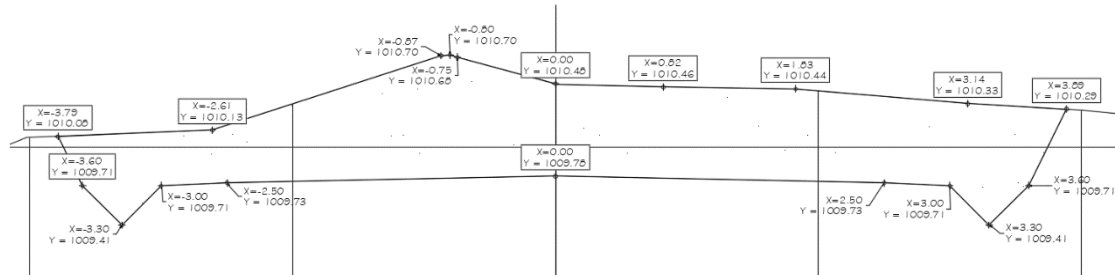 X=-0.87
Y = 1010.70
X=-0.80
Y = 1010.70
X=-0.75
Y = 1010.68
X=0.00
Y = 1010.48
X=0.82
Y = 1010.46
X=1.83
Y = 1010.44
X=3.14
Y = 1010.33
X=3.89
Y = 1010.29
X=-3.79
Y = 1010.08
X=-2.61
Y = 1010.13
X=-3.60
Y = 1009.71
X=-3.30
Y = 1009.41
X=-3.00
Y = 1009.71
X=-2.50
Y = 1009.73
X=0.00
Y = 1009.78
X=2.50
Y = 1009.73
X=3.00
Y = 1009.71
X=3.30
Y = 1009.41
X=3.60
Y = 1009.71